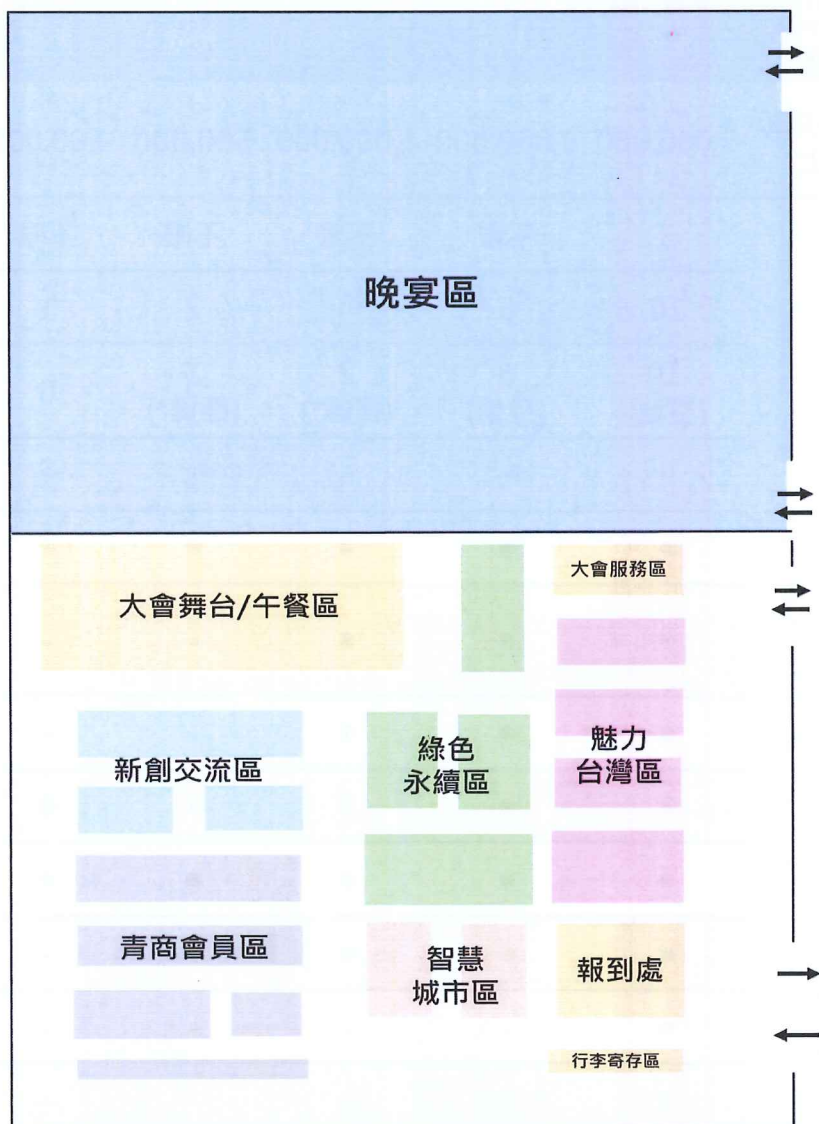 晚宴區
大會舞台/午餐區
大會服務區
新創交流區
綠色
永續區
魅力
台灣區
青商會員區
智慧
城市區
報到處
行李寄存區